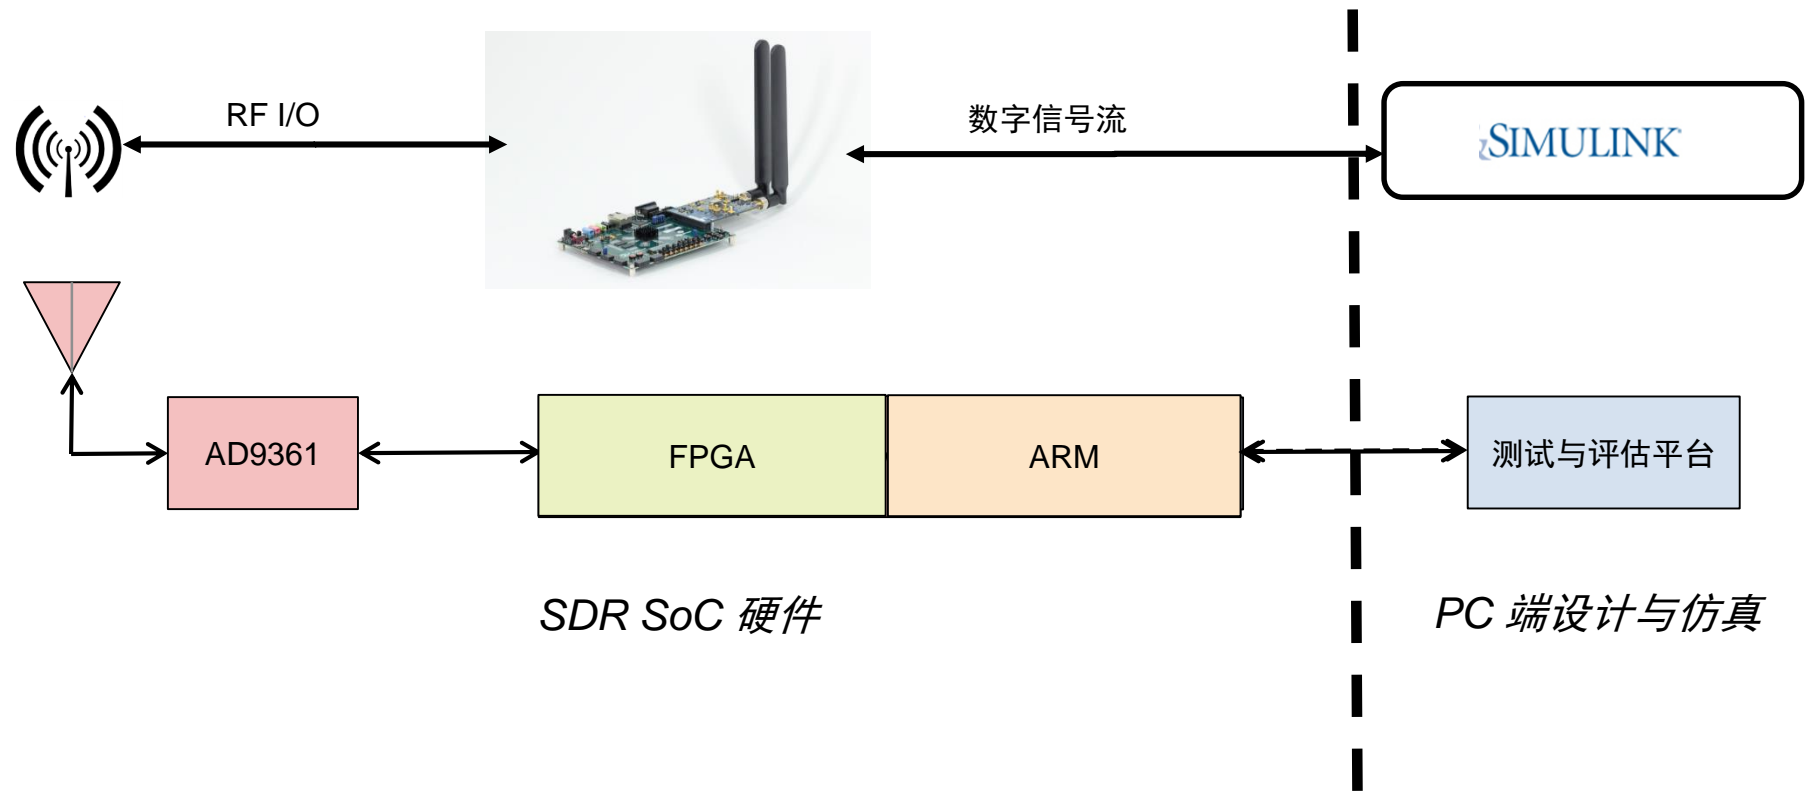 RF I/O
数字信号流
SIMULINK
AD9361
FPGA
ARM
测试与评估平台
SDR SoC 硬件
PC 端设计与仿真